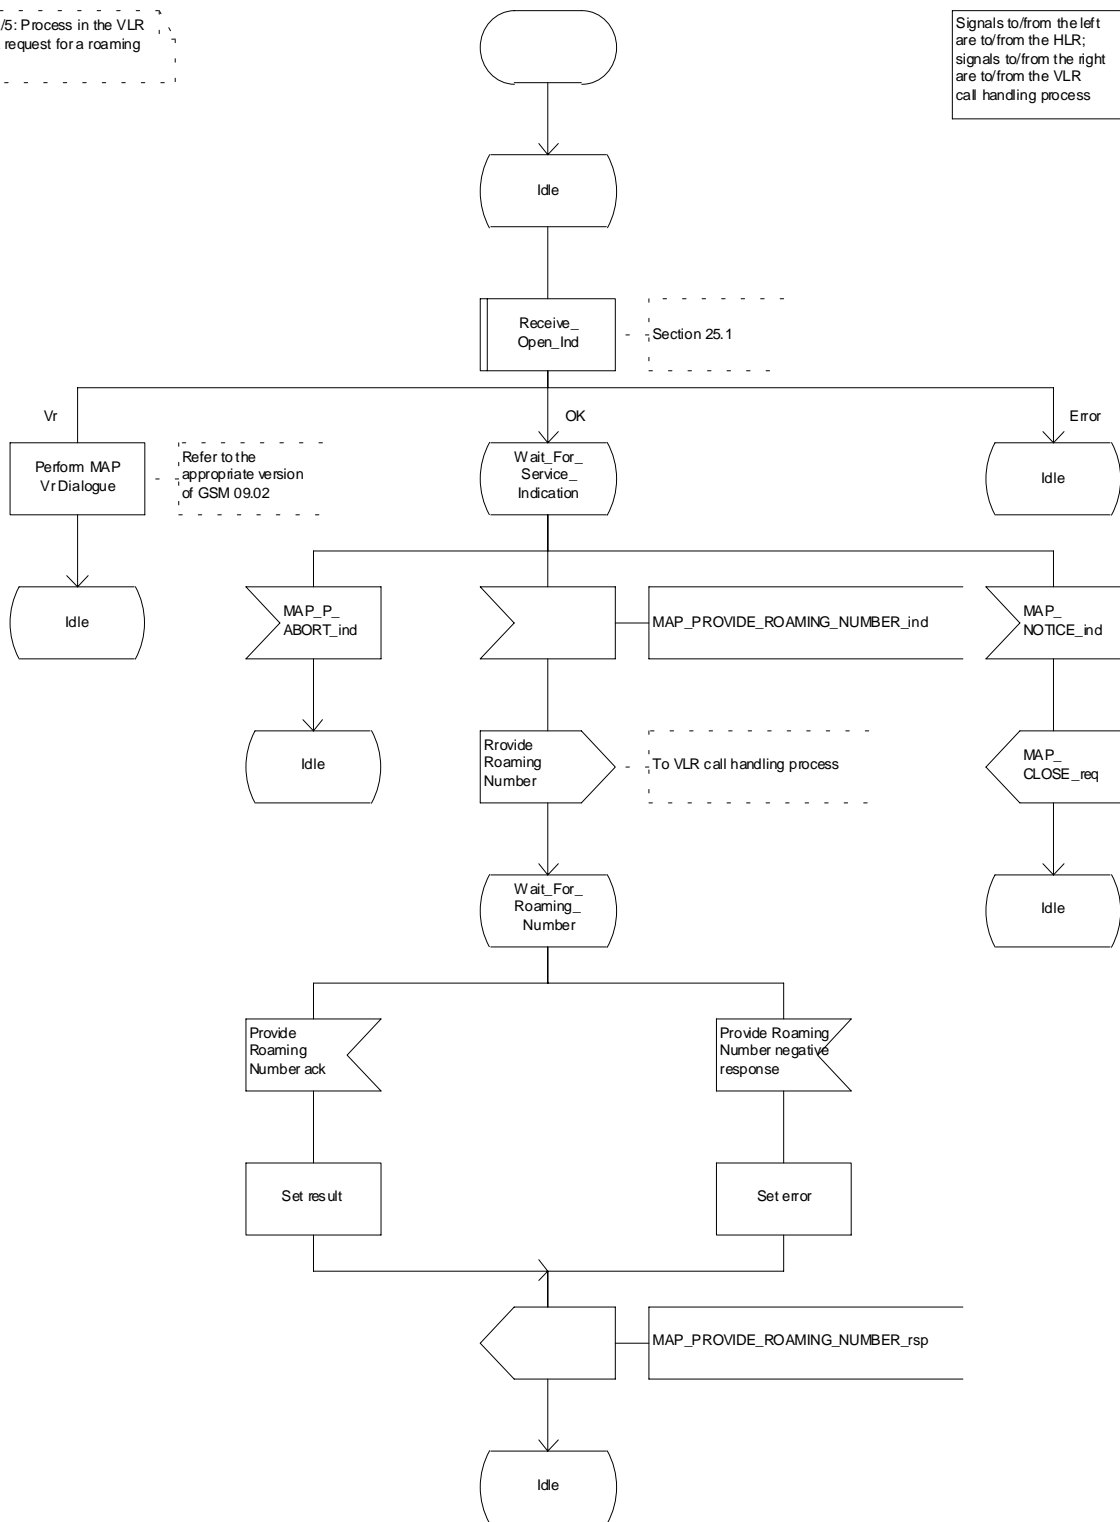 /5: Process in the VLR
request for a roaming
Signals to/from the left
are to/from the HLR;
signals to/from the right
are to/from the VLR
call handling process
Idle
Receive_
Open_Ind
Section 25.1
Vr
OK
Error
Perform MAP
Vr Dialogue
Refer to the
appropriate version
of GSM 09.02
Wait_For_
Service_
Indication
Idle
Idle
MAP_P_
ABORT_ind
MAP_PROVIDE_ROAMING_NUMBER_ind
MAP_
NOTICE_ind
Idle
Rrovide
Roaming
Number
To VLR call handling process
MAP_
CLOSE_req
Wait_For_
Roaming_
Number
Idle
Provide
Roaming
Number ack
Provide Roaming
Number negative
response
Set result
Set error
MAP_PROVIDE_ROAMING_NUMBER_rsp
Idle